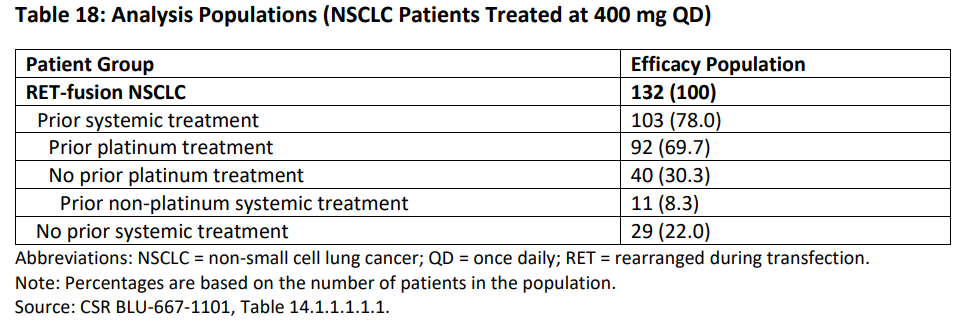 Table 18: Analysis Populations (NSCLC Patients Treated at 400 mg QD)
Patient Group Efficacy Population
RET-fusion NSCLC 132 (100)
Prior systemic treatment 103 (78.0)
Prior platinum treatment 92 (69.7)
No prior platinum treatment 40 (30.3)
Prior non-platinum systemic treatment 11 (8.3)
No prior systemic treatment 29 (22.0)
Abbreviations: NSCLC = non-small cell lung cancer; QD = once daily; RET = rearranged during transfection.
Note: Percentages are based on the number of patients in the population.
Source: CSR BLU-667-1101, Table 14.1.1.1.1.1.